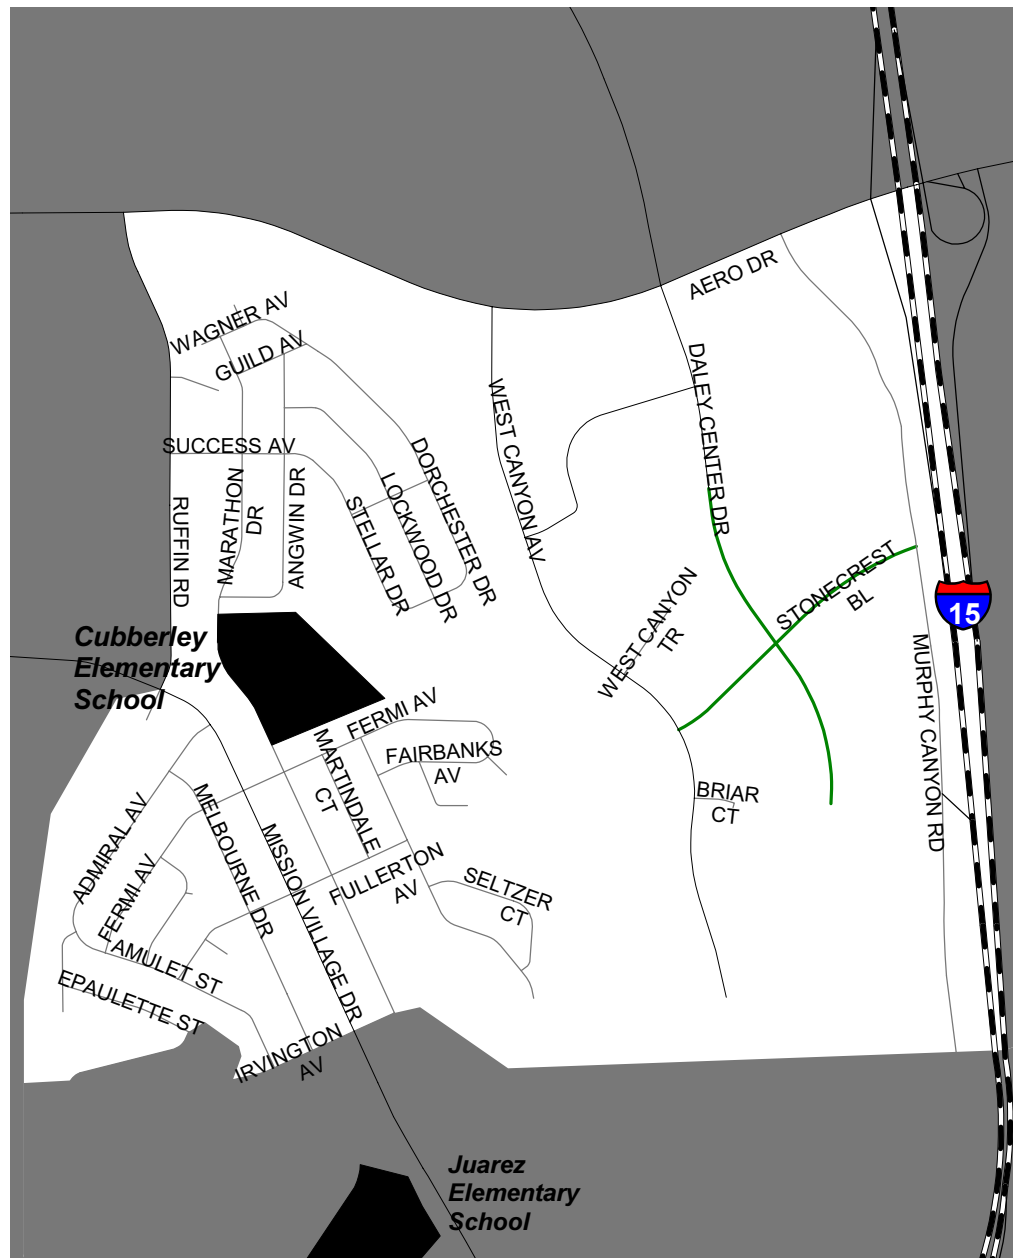 AERO DR
WAGNER AV
GUILD AV
DALEY CENTER DR
WEST CANYON AV
SUCCESS AV
DORCHESTER DR
LOCKWOOD DR
STELLAR DR
MARATHON
DR
ANGWIN DR
RUFFIN RD
STONECREST
BL
15
WEST CANYON
TR
Cubberley
Elementary
School
MURPHY CANYON RD
FERMI AV
MARTINDALE
CT
FAIRBANKS
AV
BRIAR
CT
MELBOURNE DR
ADMIRAL AV
MISSION VILLAGE DR
FERMI AV
FULLERTON
AV
SELTZER
CT
AMULET ST
EPAULETTE ST
IRVINGTON
AV
Juarez
Elementary
School